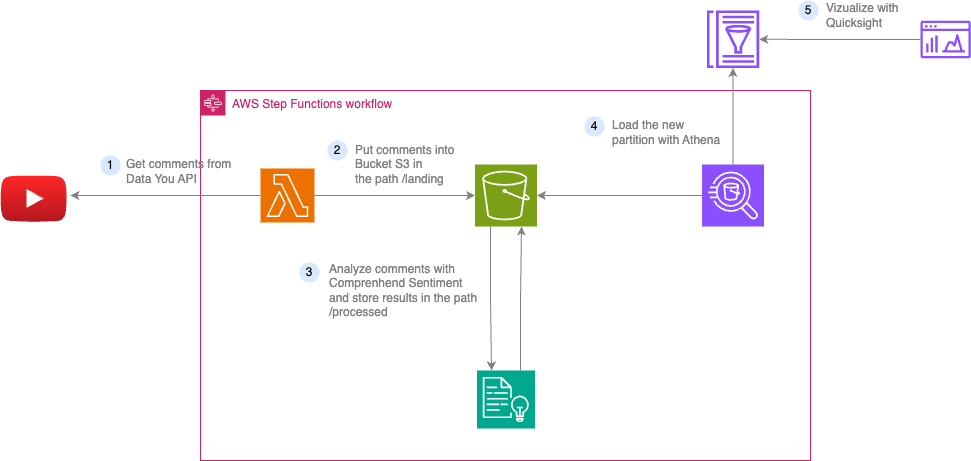 5
Vizualize with
Quicksight
AWS Step Functions workflow
4
Load the new
partition with Athena
1
Get comments from
Data You API
2
Put comments into
Bucket S3 in
the path /landing
3
Analyze comments with
Comprenhend Sentiment
and store results in the path
/processed